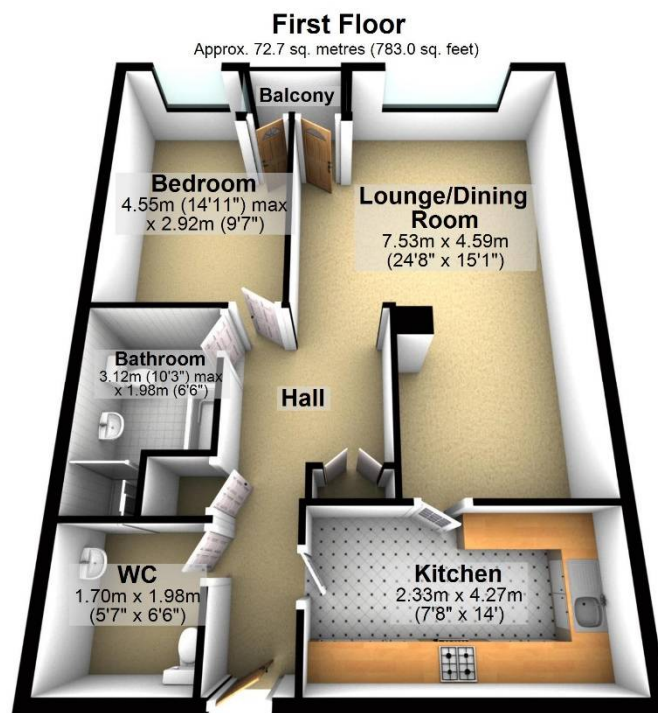 First Floor
Approx. 72.7 sq. metres (783.0 sq. feet)
Balcony
Bedroom
4.55m (14'11") max
x 2.92m (9'7")
Lounge/Dining
Room
7.53m x 4.59m
(24'8" x 15'1")
Bathroom
3.12m (10'3") max
x 1.98m (6'6")
Hall
WC
1.70m x 1.98m
(5'7" x 6'6")
Kitchen
2.33m x 4.27m
(7'8" x 14')